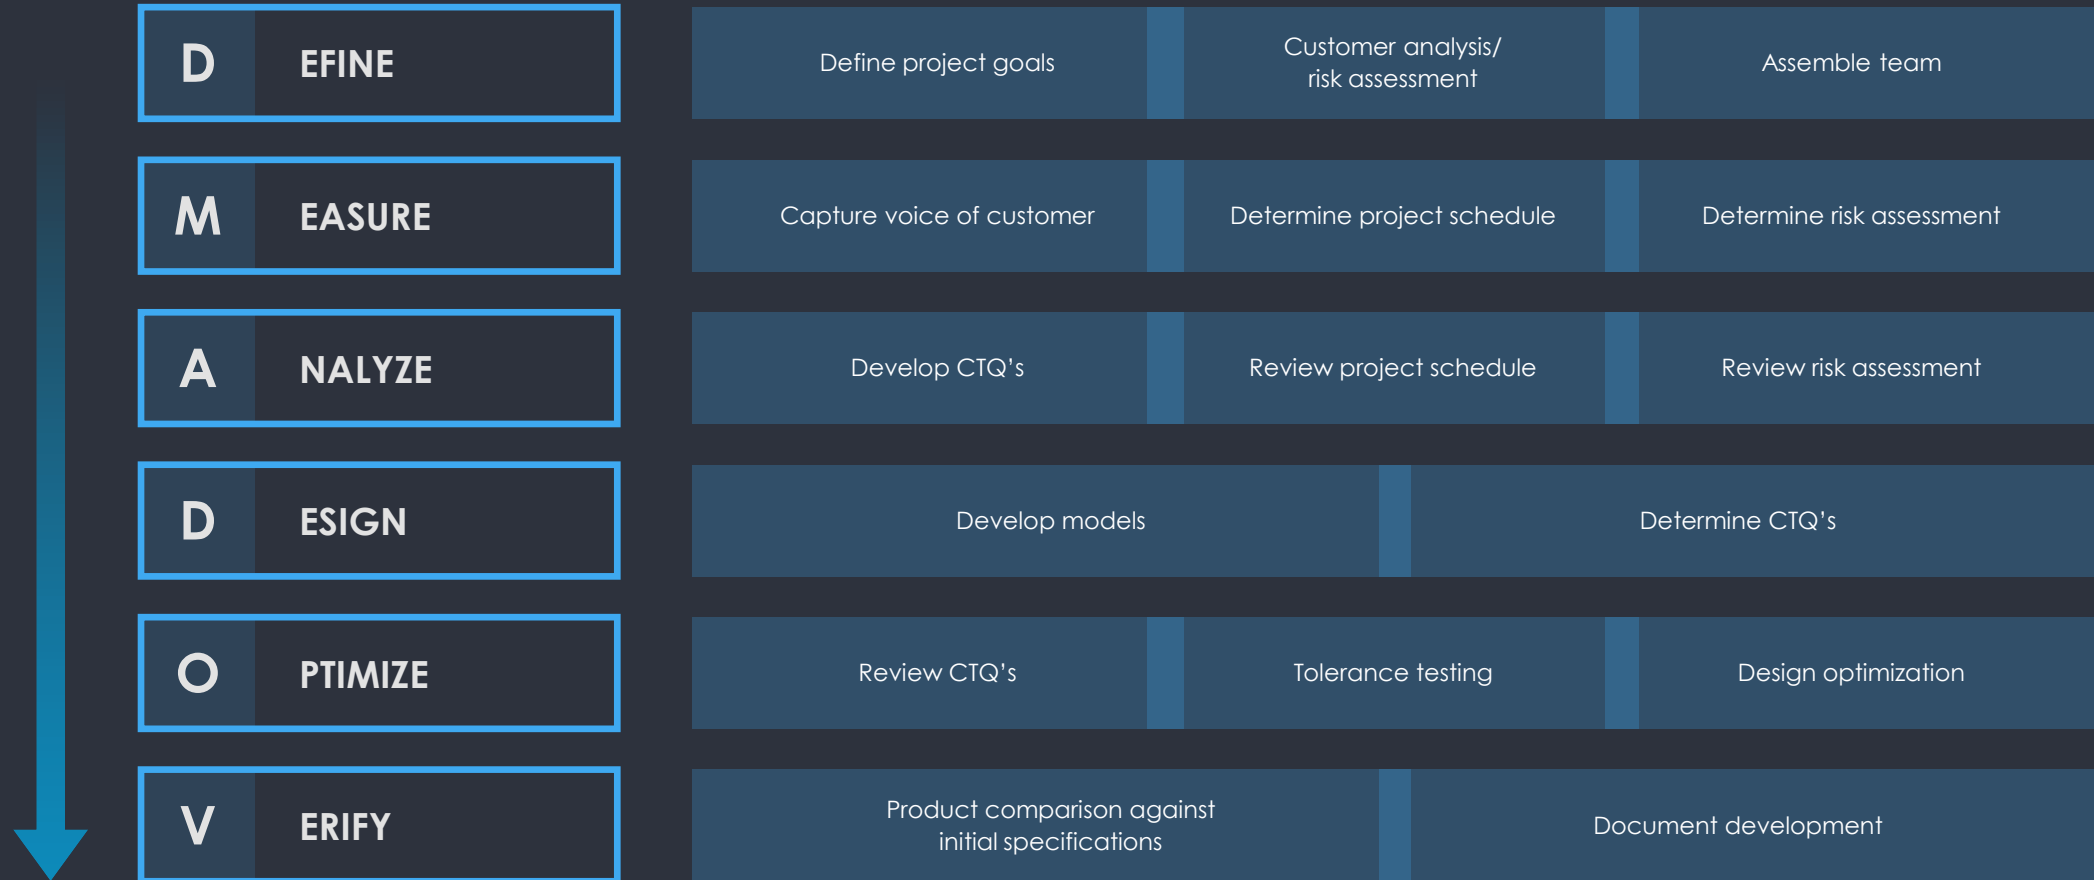 D EFINE
Define project goals
Customer analysis/
risk assessment
Assemble team
M EASURE
Capture voice of customer
Determine project schedule
Determine risk assessment
A NALYZE
Develop CTQ’s
Review project schedule
Review risk assessment
D ESIGN
Develop models
Determine CTQ’s
O PTIMIZE
Review CTQ’s
Tolerance testing
Design optimization
V ERIFY
Product comparison against
initial specifications
Document development